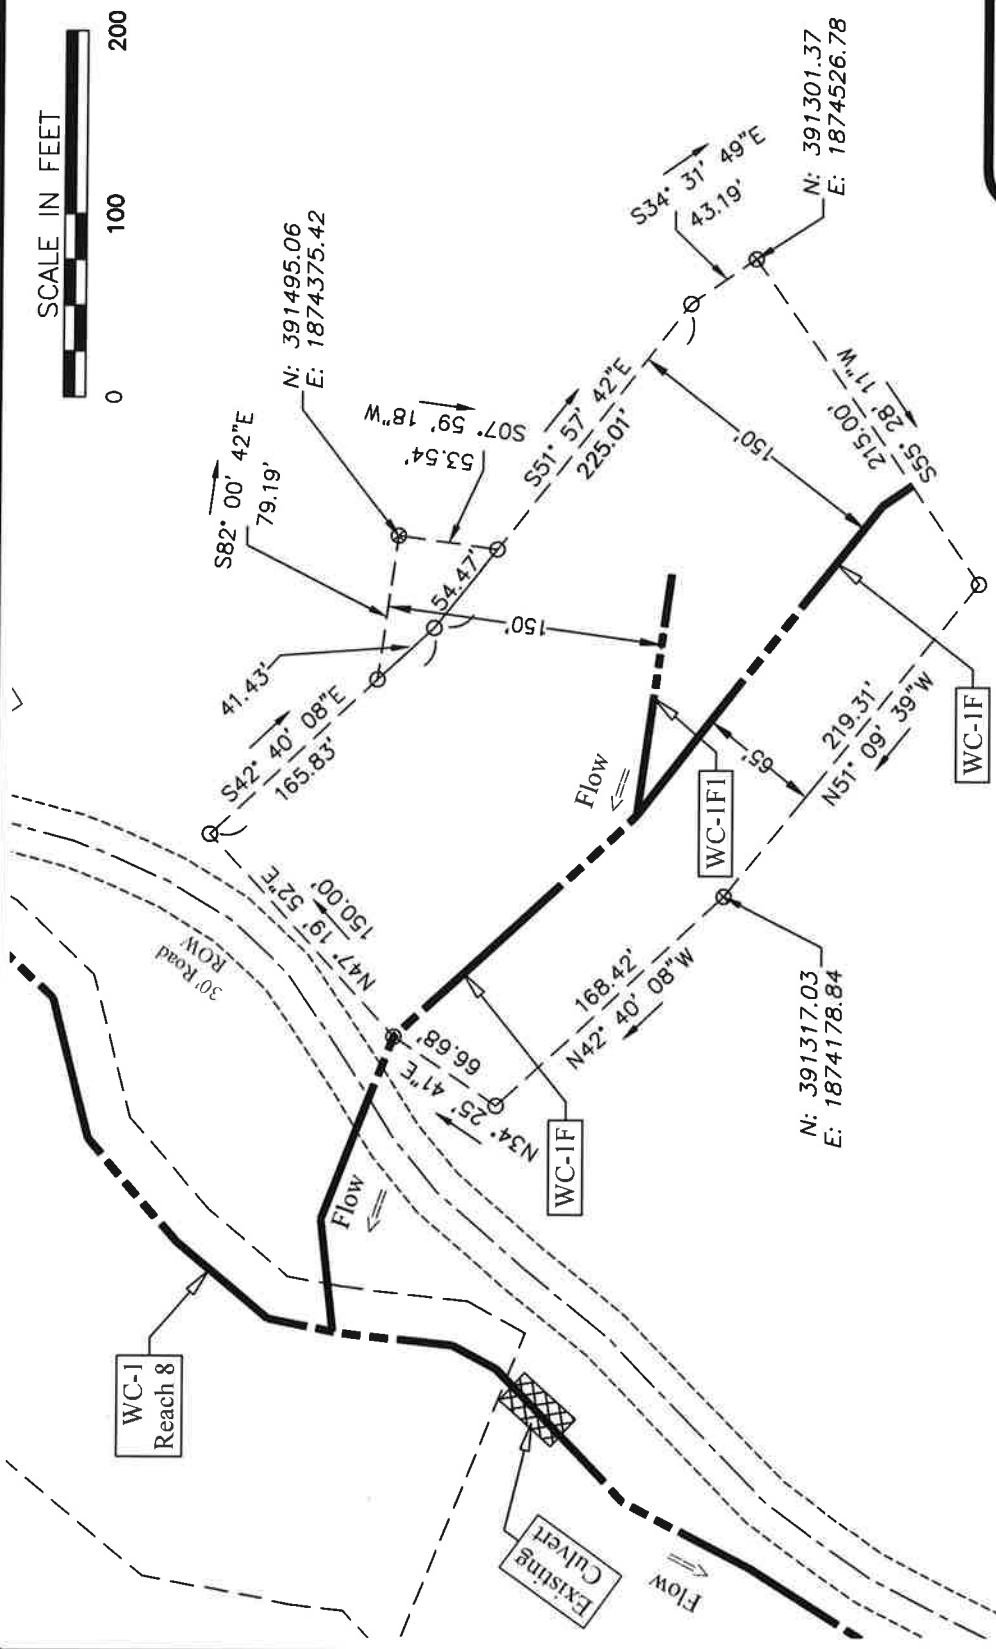 SCALE IN FEET
0
100
200
N: 391495.06
E: 1874375.42
S82° 00' 42"E
79.19'
S07° 59' 18"W
53.54'
41.43'
54.47'
S42° 40' 08"E
165.83'
S51° 57' 42"E
225.01'
S34° 31' 49"E
43.19'
N: 391301.37
E: 1874526.78
150'
150'
215.00'
S55° 28' 11"W
Flow
WC-1F1
65'
219.31'
N51° 09' 39"W
WC-1F
30' Road
ROW
N47° 19' 52"E
150.00'
66.68'
N34° 25' 41"E
168.42'
N42° 40' 08"W
N: 391317.03
E: 1874178.84
WC-1F
Flow
WC-1
Reach 8
Existing
Culvert
Flow